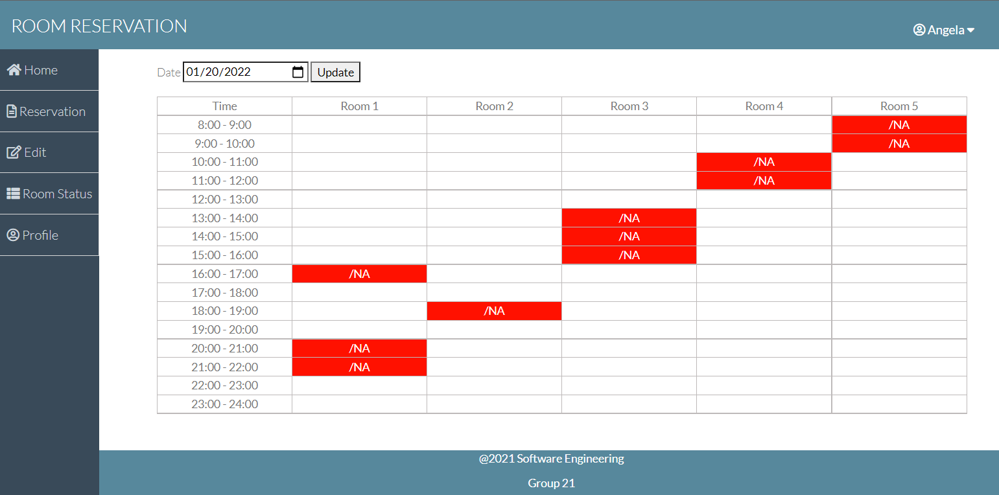 ROOM RESERVATION
Angela
Home
Reservation
Edit
Room Status
Profile
Date 01/20/2022 Update
Time Room 1 Room 2 Room 3 Room 4 Room 5
8:00 - 9:00 /NA
9:00 - 10:00 /NA
10:00 - 11:00 /NA
11:00 - 12:00 /NA
12:00 - 13:00
13:00 - 14:00 /NA
14:00 - 15:00 /NA
15:00 - 16:00 /NA
16:00 - 17:00 /NA
17:00 - 18:00
18:00 - 19:00 /NA
19:00 - 20:00
20:00 - 21:00 /NA
21:00 - 22:00 /NA
22:00 - 23:00
23:00 - 24:00
@2021 Software Engineering
Group 21